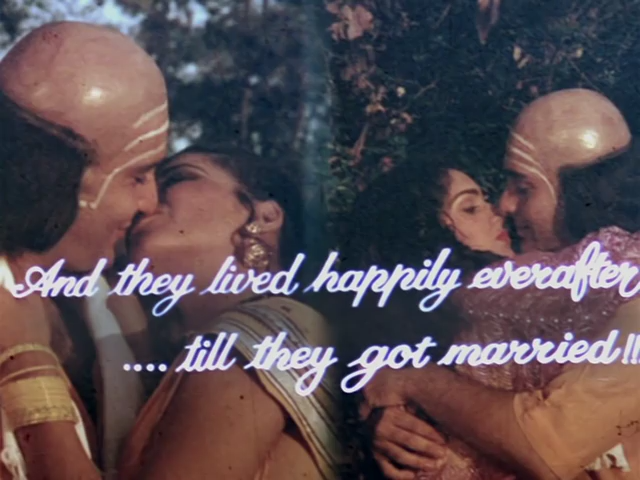 And they lived happily everafter
.... till they got married!!